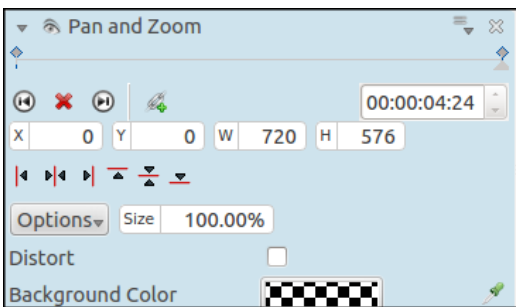 Pan and Zoom
00:00:04:24
X 0 Y 0 W 720 H 576
Options Size 100.00%
Distort
Background Color